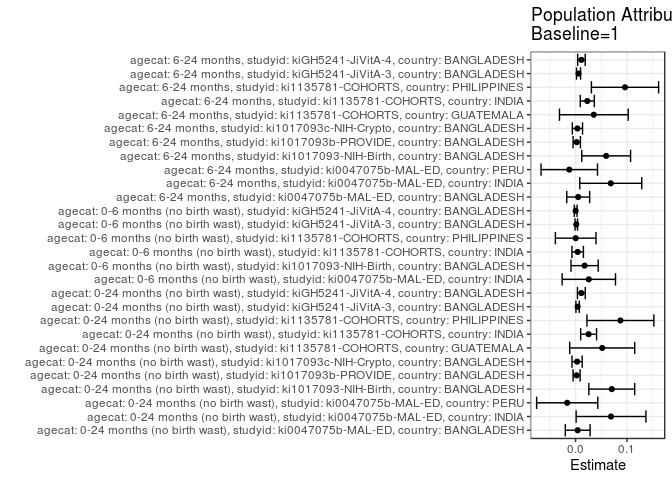 Population Attribu
Baseline=1
agecat: 6-24 months, studyid: kiGH5241-JiVitA-4, country: BANGLADESH
agecat: 6-24 months, studyid: kiGH5241-JiVitA-3, country: BANGLADESH
agecat: 6-24 months, studyid: ki1135781-COHORTS, country: PHILIPPINES
agecat: 6-24 months, studyid: ki1135781-COHORTS, country: INDIA
agecat: 6-24 months, studyid: ki1135781-COHORTS, country: GUATEMALA
agecat: 6-24 months, studyid: ki1017093c-NIH-Crypto, country: BANGLADESH
agecat: 6-24 months, studyid: ki1017093b-PROVIDE, country: BANGLADESH
agecat: 6-24 months, studyid: ki1017093-NIH-Birth, country: BANGLADESH
agecat: 6-24 months, studyid: ki0047075b-MAL-ED, country: PERU
agecat: 6-24 months, studyid: ki0047075b-MAL-ED, country: INDIA
agecat: 6-24 months, studyid: ki0047075b-MAL-ED, country: BANGLADESH
agecat: 0-6 months (no birth wast), studyid: kiGH5241-JiVitA-4, country: BANGLADESH
agecat: 0-6 months (no birth wast), studyid: kiGH5241-JiVitA-3, country: BANGLADESH
agecat: 0-6 months (no birth wast), studyid: ki1135781-COHORTS, country: PHILIPPINES
agecat: 0-6 months (no birth wast), studyid: ki1135781-COHORTS, country: INDIA
agecat: 0-6 months (no birth wast), studyid: ki1017093-NIH-Birth, country: BANGLADESH
agecat: 0-6 months (no birth wast), studyid: ki0047075b-MAL-ED, country: INDIA
agecat: 0-24 months (no birth wast), studyid: kiGH5241-JiVitA-4, country: BANGLADESH
agecat: 0-24 months (no birth wast), studyid: kiGH5241-JiVitA-3, country: BANGLADESH
agecat: 0-24 months (no birth wast), studyid: ki1135781-COHORTS, country: PHILIPPINES
agecat: 0-24 months (no birth wast), studyid: ki1135781-COHORTS, country: INDIA
agecat: 0-24 months (no birth wast), studyid: ki1135781-COHORTS, country: GUATEMALA
agecat: 0-24 months (no birth wast), studyid: ki1017093c-NIH-Crypto, country: BANGLADESH
agecat: 0-24 months (no birth wast), studyid: ki1017093b-PROVIDE, country: BANGLADESH
agecat: 0-24 months (no birth wast), studyid: ki1017093-NIH-Birth, country: BANGLADESH
agecat: 0-24 months (no birth wast), studyid: ki0047075b-MAL-ED, country: PERU
agecat: 0-24 months (no birth wast), studyid: ki0047075b-MAL-ED, country: INDIA
agecat: 0-24 months (no birth wast), studyid: ki0047075b-MAL-ED, country: BANGLADESH
0.0 0.1
Estimate